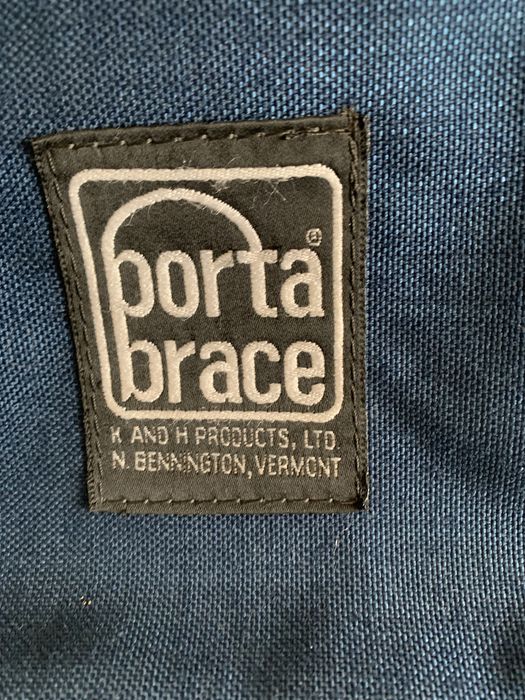 porta®
brace
K AND H PRODUCTS, LTD.
N. BENNINGTON, VERMONT